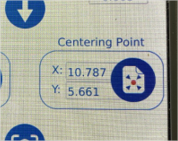 Centering Point
X: 10.787
Y: 5.661